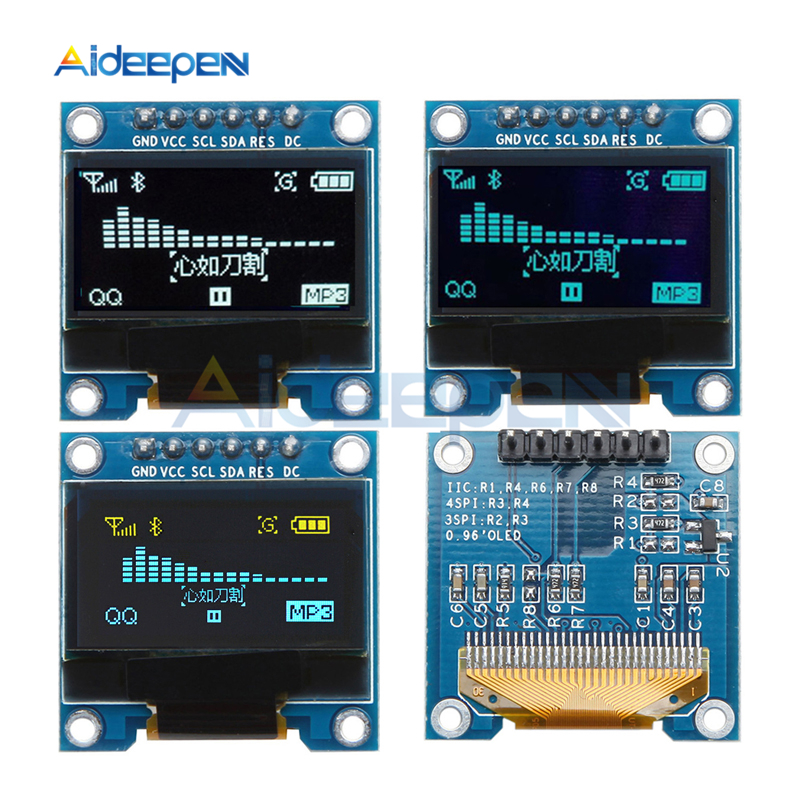 Aideepen
GND VCC SCL SDA RES DC
G
心如刀割
QQ
MP3
GND VCC SCL SDA RES DC
G
心如刀割
QQ
MP3
Aideepen
GND VCC SCL SDA RES DC
G
心如刀割
QQ
MP3
IIC:R1,R4,R6,R7,R8
4SPI:R3,R4
3SPI:R2,R3
0.96'OLED
R4 472
R2
R3 472
R1
C8
U2
C6 C5 R5 R8 R6 R7 C1 C4 C3
30 1